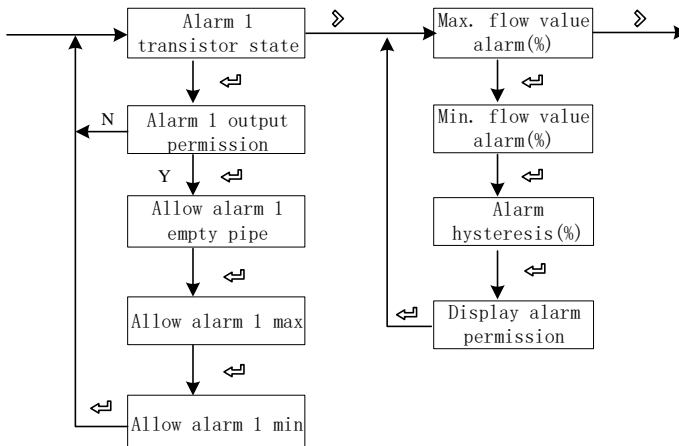 Alarm 1
transistor state
Max. flow value
alarm(%)
N
Alarm 1 output
permission
Min. flow value
alarm(%)
Y
Allow alarm 1
empty pipe
Alarm
hysteresis(%)
Allow alarm 1 max
Display alarm
permission
Allow alarm 1 min